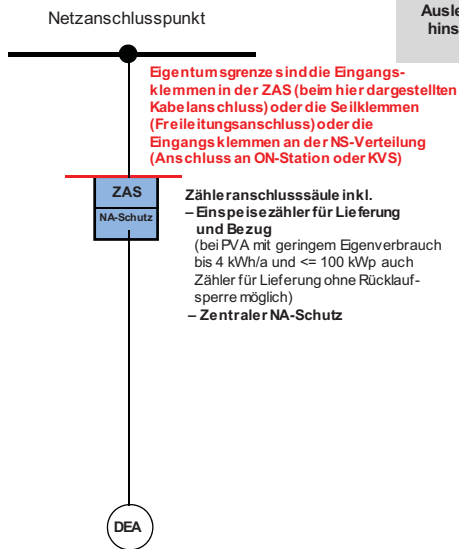 Netzanschlusspunkt
Ausle
hins
Eigentumsgrenze sind die Eingangs-
klemmen in der ZAS (beim hier dargestellten
Kabelanschluss) oder die Seilklemmen
(Freileitungsanschluss) oder die
Eingangsklemmen an der NS-Verteilung
(Anschluss an ON-Station oder KVS)
ZAS
NA-Schutz
Zähleranschlusssäule inkl.
– Einspeisezähler für Lieferung
und Bezug
(bei PVA mit geringem Eigenverbrauch
bis 4 kWh/a und <= 100 kWp auch
Zähler für Lieferung ohne Rücklauf-
sperre möglich)
– Zentraler NA-Schutz
DEA